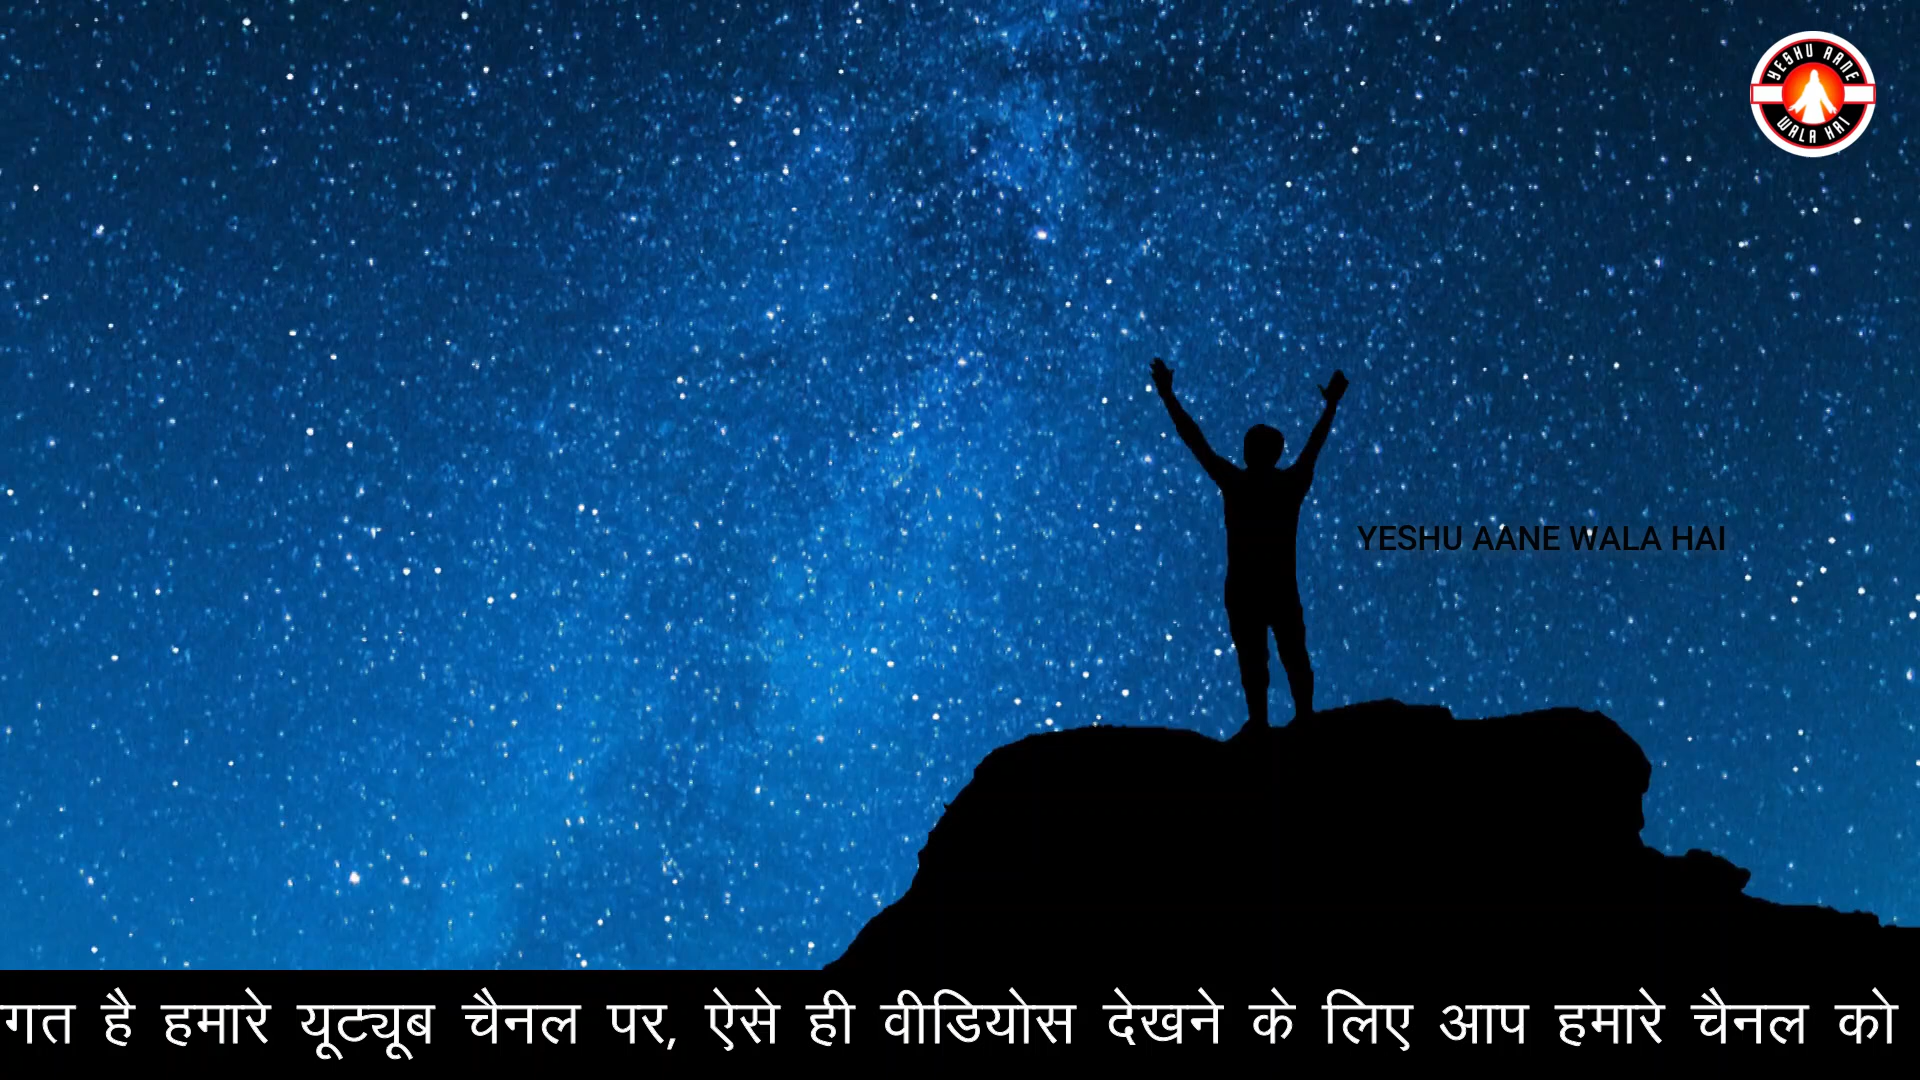 YESHU AANE
WALA HAI
YESHU AANE WALA HAI
गत है हमारे यूट्यूब चैनल पर, ऐसे ही वीडियोस देखने के लिए आप हमारे चैनल को